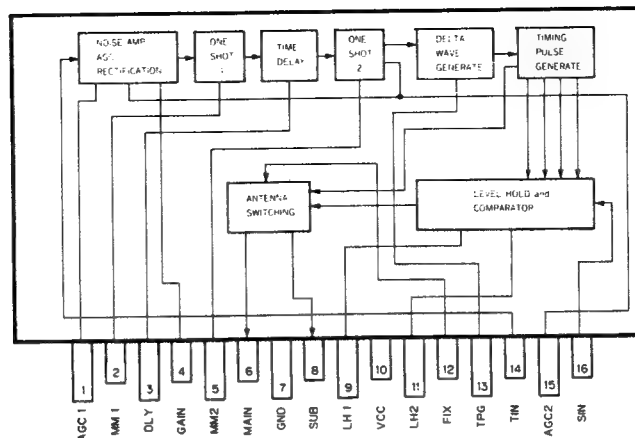 NOISE AMP
AGC
RECTIFICATION
ONE
SHOT
1
TIME
DELAY
ONE
SHOT
2
DELTA
WAVE
GENERATE
TIMING
PULSE
GENERATE
ANTENNA
SWITCHING
LEVEL HOLD and
COMPARATOR
1
2
3
4
5
6
7
8
9
10
11
12
13
14
15
16
AGC 1
MM 1
DLY
GAIN
MM2
MAIN
GND
SUB
LH 1
VCC
LH2
FIX
TPG
TIN
AGC2
SIN